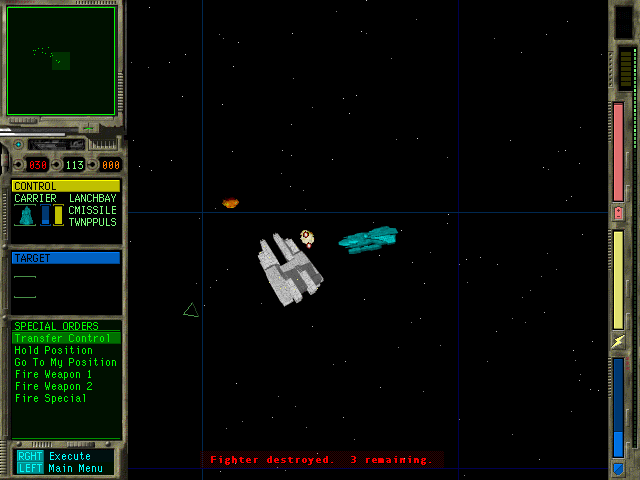 030 113 000
CONTROL
CARRIER LANCHBAY
CMISSILE
TWNPPULS
TARGET
SPECIAL ORDERS
Transfer Control
Hold Position
Go To My Position
Fire Weapon 1
Fire Weapon 2
Fire Special
RGHT Execute
LEFT Main Menu
Fighter destroyed. 3 remaining.